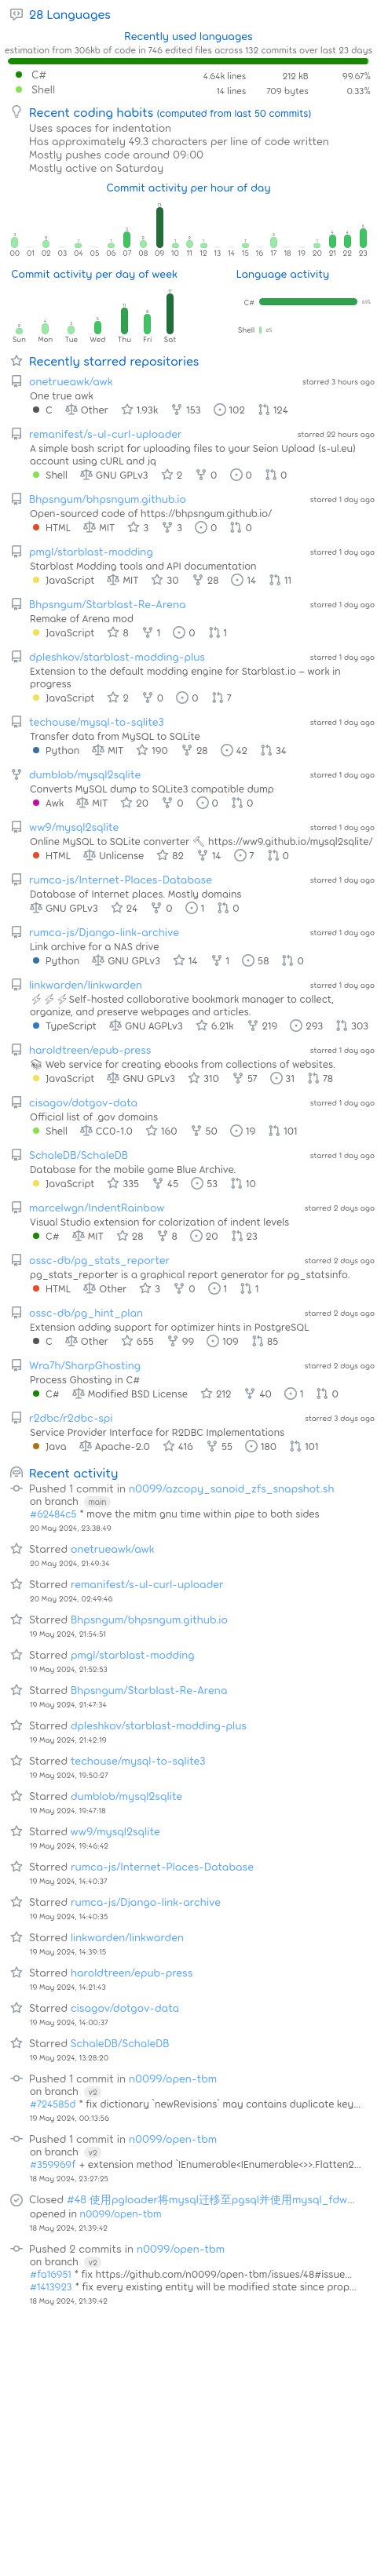 28 Languages
Recently used languages
estimation from 306kb of code in 746 edited files across 132 commits over last 23 days
C# 4.64k lines 212 kB 99.67%
Shell 14 lines 709 bytes 0.33%
Recent coding habits (computed from last 50 commits)
Uses spaces for indentation
Has approximately 49.3 characters per line of code written
Mostly pushes code around 09:00
Mostly active on Saturday
Commit activity per hour of day
00 01 02 03 04 05 06 07 08 09 10 11 12 13 14 15 16 17 18 19 20 21 22 23
Commit activity per day of week
Language activity
C#
Shell
Sun Mon Tue Wed Thu Fri Sat
Recently starred repositories
onetrueawk/awk starred 3 hours ago
One true awk
C Other 1.93k 153 102 124
remanifest/s-ul-curl-uploader starred 22 hours ago
A simple bash script for uploading files to your Seion Upload (s-ul.eu)
account using cURL and jq
Shell GNU GPLv3 2 0 0 0
Bhpsngum/bhpsngum.github.io starred 1 day ago
Open-sourced code of https://bhpsngum.github.io/
HTML MIT 3 3 0 0
pmgl/starblast-modding starred 1 day ago
Starblast Modding tools and API documentation
JavaScript MIT 30 28 14 11
Bhpsngum/Starblast-Re-Arena starred 1 day ago
Remake of Arena mod
JavaScript 8 1 0 1
dpleshkov/starblast-modding-plus starred 1 day ago
Extension to the default modding engine for Starblast.io – work in
progress
JavaScript 2 0 0 7
techouse/mysql-to-sqlite3 starred 1 day ago
Transfer data from MySQL to SQLite
Python MIT 190 28 42 34
dumblob/mysql2sqlite starred 1 day ago
Converts MySQL dump to SQLite3 compatible dump
Awk MIT 20 0 0 0
ww9/mysql2sqlite starred 1 day ago
Online MySQL to SQLite converter 🔨 https://ww9.github.io/mysql2sqlite/
HTML Unlicense 82 14 7 0
rumca-js/Internet-Places-Database starred 1 day ago
Database of Internet places. Mostly domains
GNU GPLv3 24 0 1 0
rumca-js/Django-link-archive starred 1 day ago
Link archive for a NAS drive
Python GNU GPLv3 14 1 58 0
linkwarden/linkwarden starred 1 day ago
⚡⚡⚡Self-hosted collaborative bookmark manager to collect,
organize, and preserve webpages and articles.
TypeScript GNU AGPLv3 6.21k 219 293 303
haroldtreen/epub-press starred 1 day ago
📚 Web service for creating ebooks from collections of websites.
JavaScript GNU GPLv3 310 57 31 78
cisagov/dotgov-data starred 1 day ago
Official list of .gov domains
Shell CC0-1.0 160 50 19 101
SchaleDB/SchaleDB starred 1 day ago
Database for the mobile game Blue Archive.
JavaScript 335 45 53 10
marcelwgn/IndentRainbow starred 2 days ago
Visual Studio extension for colorization of indent levels
C# MIT 28 8 20 23
ossc-db/pg_stats_reporter starred 2 days ago
pg_stats_reporter is a graphical report generator for pg_statsinfo.
HTML Other 3 0 1 1
ossc-db/pg_hint_plan starred 2 days ago
Extension adding support for optimizer hints in PostgreSQL
C Other 655 99 109 85
Wra7h/SharpGhosting starred 2 days ago
Process Ghosting in C#
C# Modified BSD License 212 40 1 0
r2dbc/r2dbc-spi starred 3 days ago
Service Provider Interface for R2DBC Implementations
Java Apache-2.0 416 55 180 101
Recent activity
Pushed 1 commit in n0099/azcopy_sanoid_zfs_snapshot.sh
on branch main
#62484c5 * move the mitm gnu time within pipe to both sides
20 May 2024, 23:38:49
Starred onetrueawk/awk
20 May 2024, 21:49:34
Starred remanifest/s-ul-curl-uploader
20 May 2024, 02:49:46
Starred Bhpsngum/bhpsngum.github.io
19 May 2024, 21:54:51
Starred pmgl/starblast-modding
19 May 2024, 21:52:53
Starred Bhpsngum/Starblast-Re-Arena
19 May 2024, 21:47:34
Starred dpleshkov/starblast-modding-plus
19 May 2024, 21:42:19
Starred techouse/mysql-to-sqlite3
19 May 2024, 19:50:27
Starred dumblob/mysql2sqlite
19 May 2024, 19:47:18
Starred ww9/mysql2sqlite
19 May 2024, 19:46:42
Starred rumca-js/Internet-Places-Database
19 May 2024, 14:40:37
Starred rumca-js/Django-link-archive
19 May 2024, 14:40:35
Starred linkwarden/linkwarden
19 May 2024, 14:39:15
Starred haroldtreen/epub-press
19 May 2024, 14:21:43
Starred cisagov/dotgov-data
19 May 2024, 14:00:37
Starred SchaleDB/SchaleDB
19 May 2024, 13:28:20
Pushed 1 commit in n0099/open-tbm
on branch v2
#724585d * fix dictionary `newRevisions` may contains duplicate key...
19 May 2024, 00:13:56
Pushed 1 commit in n0099/open-tbm
on branch v2
#359969f + extension method `IEnumerable<IEnumerable<>>.Flatten2...
18 May 2024, 23:27:25
Closed #48 使用pgloader将mysql迁移至pgsql并使用mysql_fdw...
opened in n0099/open-tbm
18 May 2024, 21:39:42
Pushed 2 commits in n0099/open-tbm
on branch v2
#fa16951 * fix https://github.com/n0099/open-tbm/issues/48#issue...
#1413923 * fix every existing entity will be modified state since prop...
18 May 2024, 21:39:42